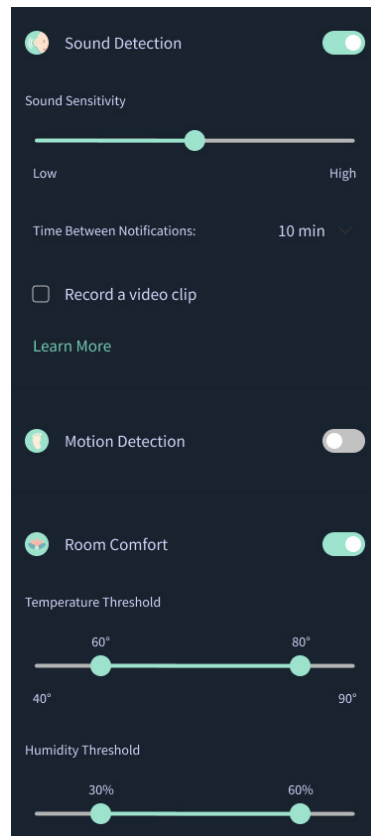 Sound Detection
Sound Sensitivity
Low High
Time Between Notifications: 10 min
Record a video clip
Learn More
Motion Detection
Room Comfort
Temperature Threshold
60° 80°
40° 90°
Humidity Threshold
30% 60%